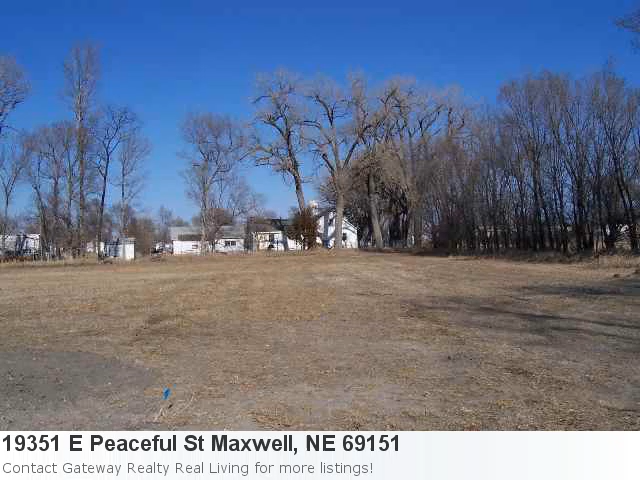 19351 E Peaceful St Maxwell, NE 69151
Contact Gateway Realty Real Living for more listings!